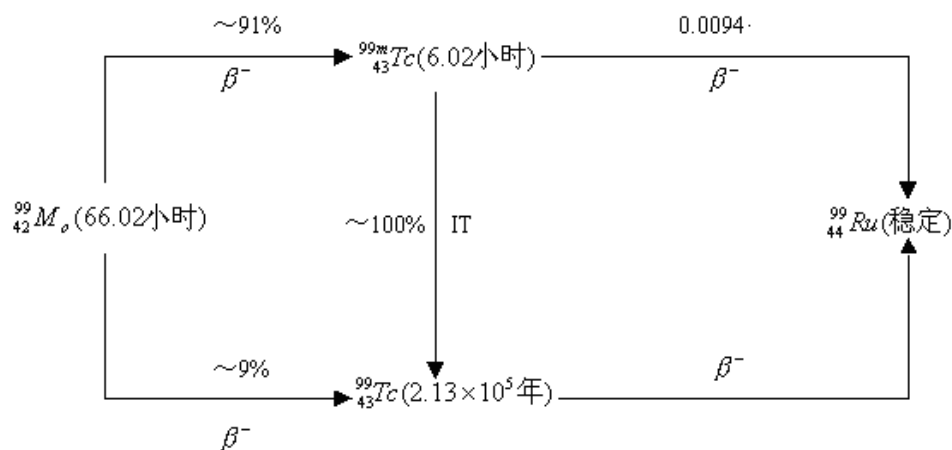 ～91%
0.0094·
⁹⁹ᵐ₄₃Tc(6.02小时)
β⁻
β⁻
⁹⁹₄₂Mₒ(66.02小时)
～100%
IT
⁹⁹₄₄Ru(稳定)
～9%
β⁻
⁹⁹₄₃Tc(2.13×10⁵年)
β⁻